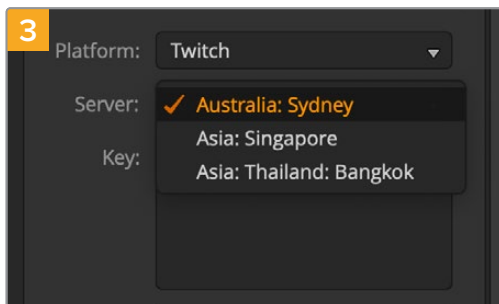 3
Platform: Twitch
Server: Australia: Sydney
Asia: Singapore
Key:
Asia: Thailand: Bangkok